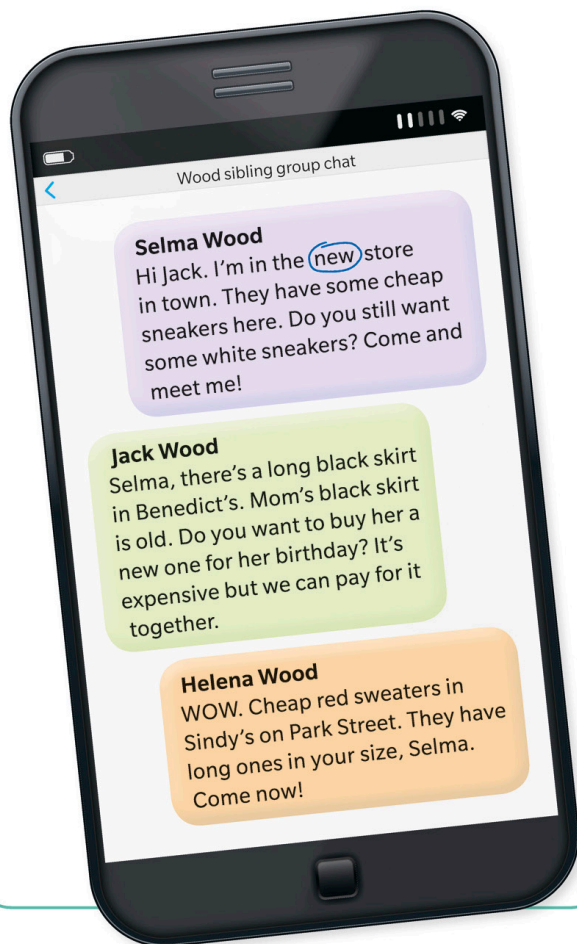 Wood sibling group chat
Selma Wood
Hi Jack. I'm in the new store
in town. They have some cheap
sneakers here. Do you still want
some white sneakers? Come and
meet me!
Jack Wood
Selma, there's a long black skirt
in Benedict's. Mom's black skirt
is old. Do you want to buy her a
new one for her birthday? It's
expensive but we can pay for it
together.
Helena Wood
WOW. Cheap red sweaters in
Sindy's on Park Street. They have
long ones in your size, Selma.
Come now!